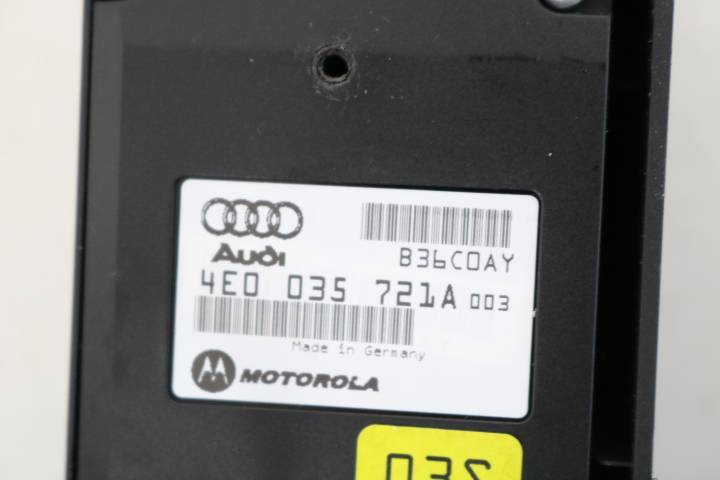 Audi
B36C0AY
4E0 035 721A 003
Made in Germany
MOTOROLA